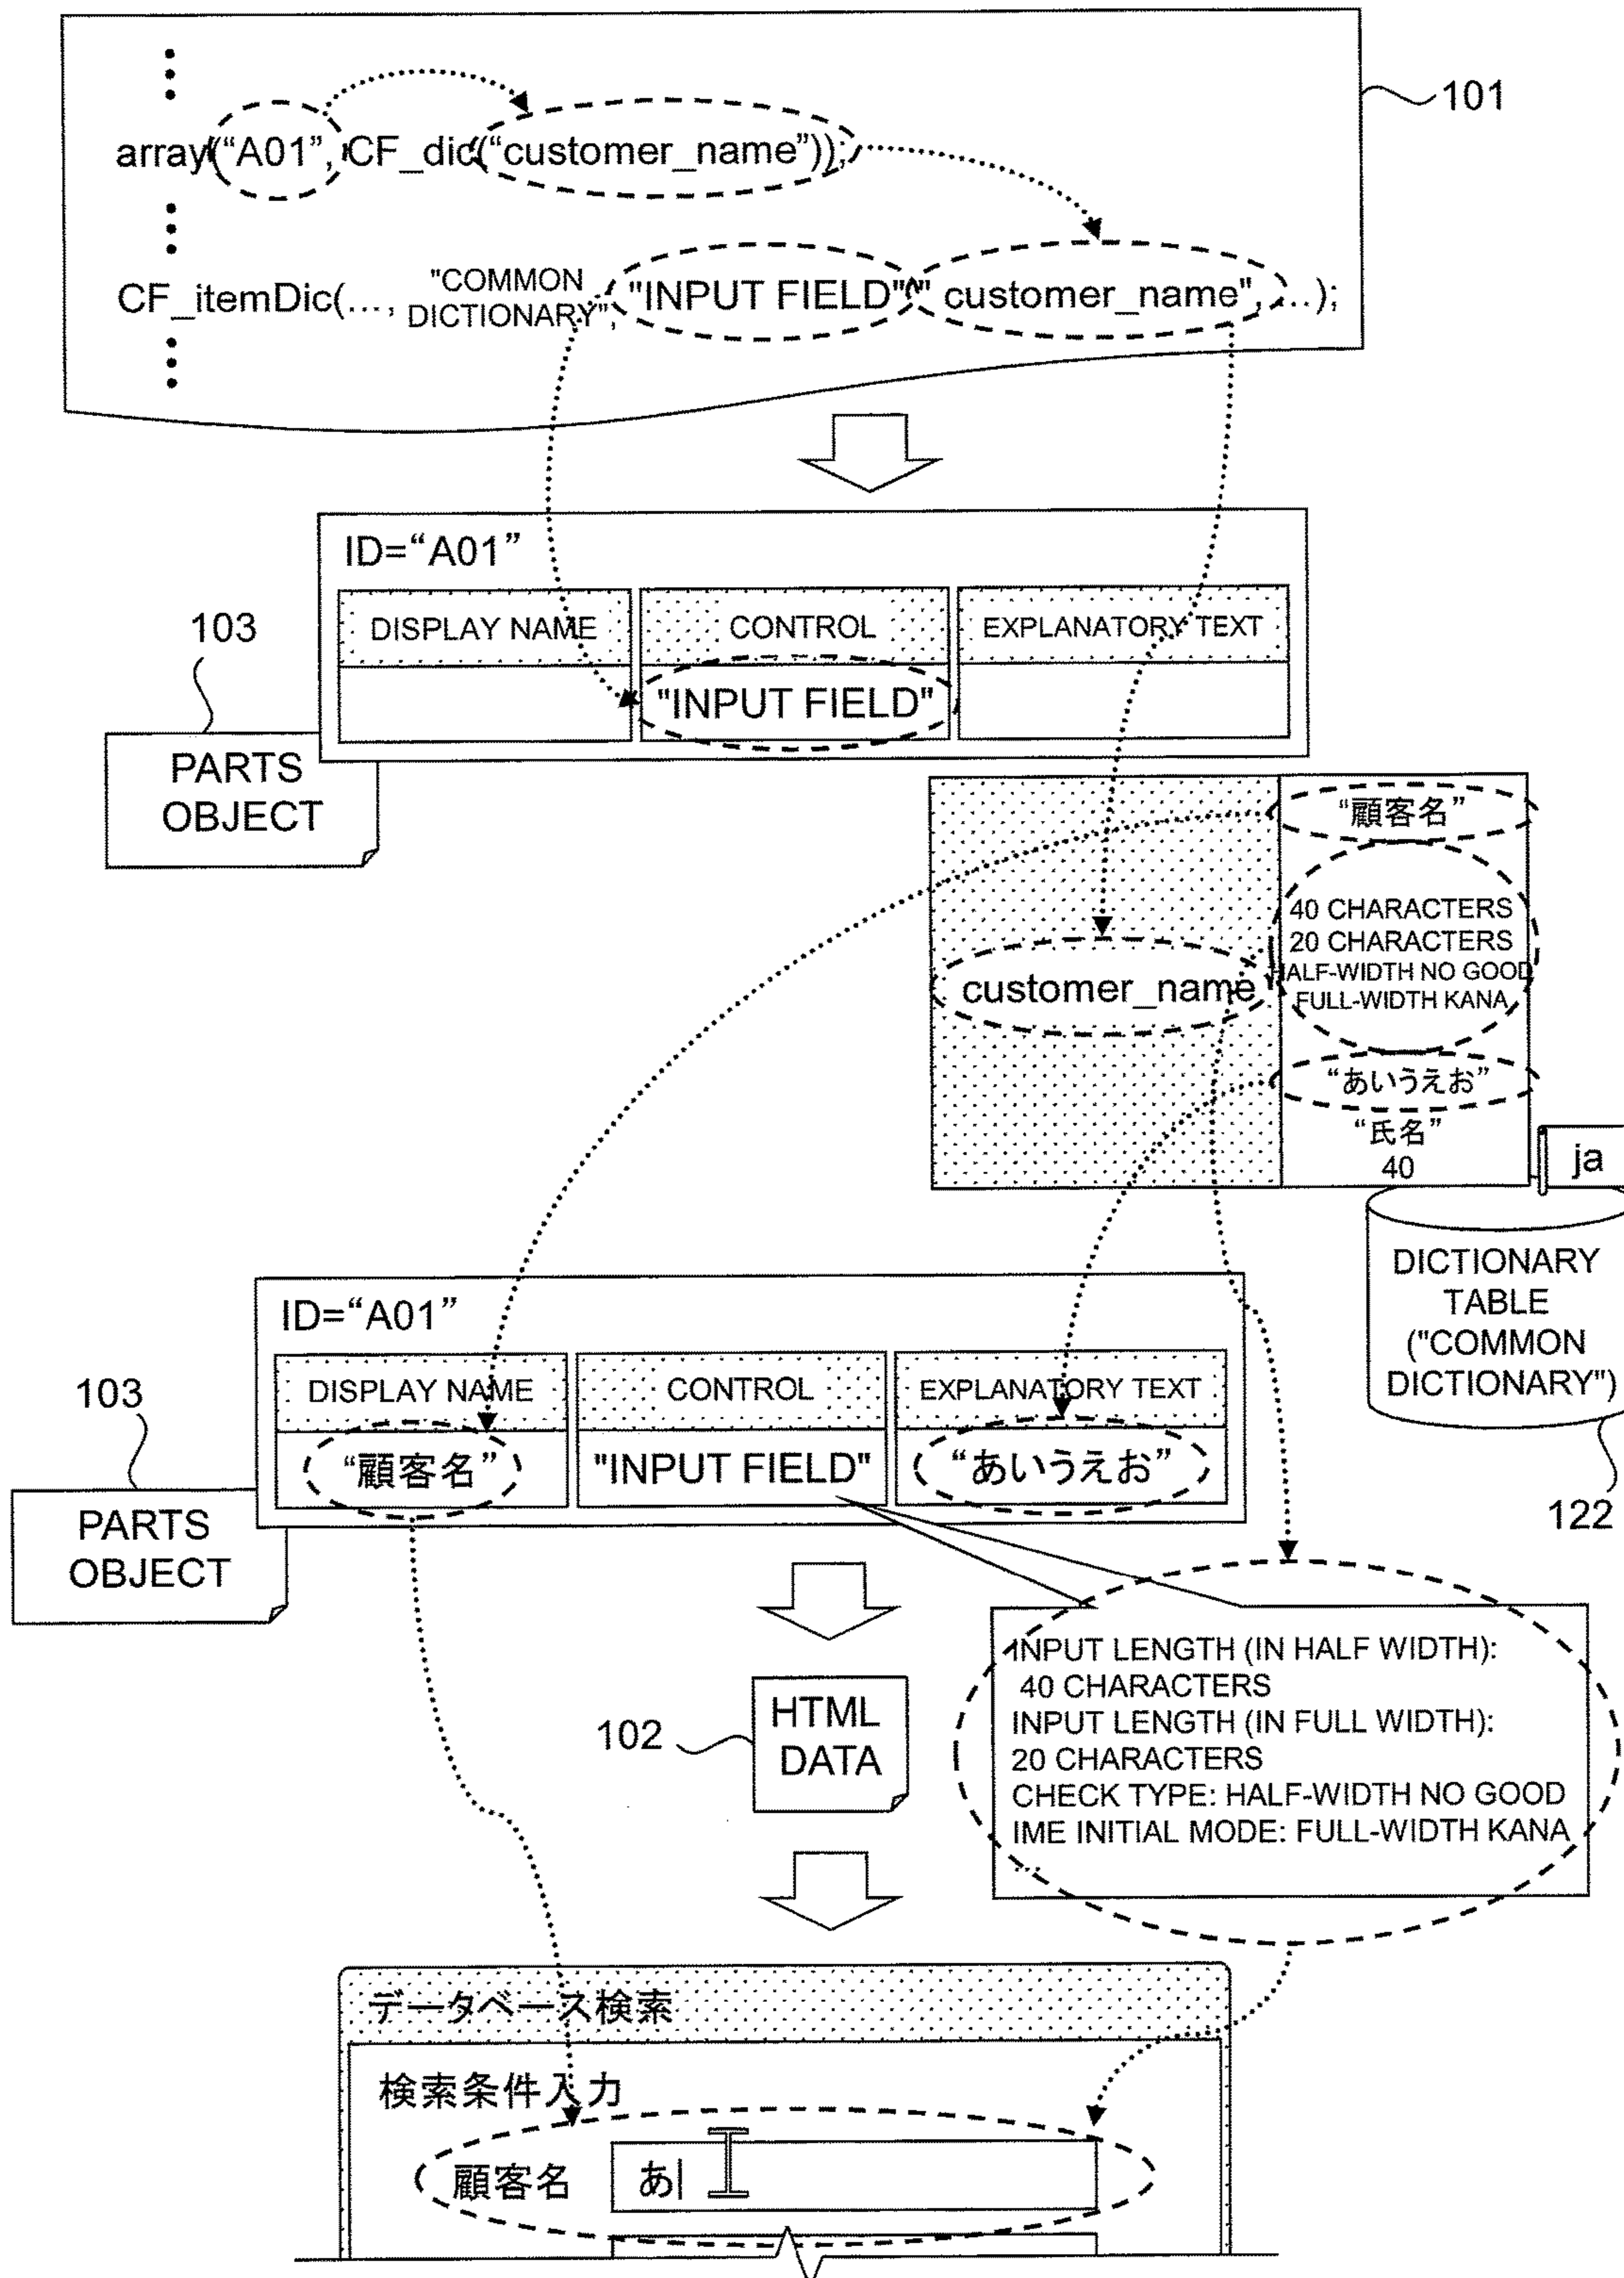 101
array(“A01”, CF_dic(“customer_name”));
CF_itemDic(..., "COMMON DICTIONARY", "INPUT FIELD" " customer_name", ...);
ID=“A01”
DISPLAY NAME CONTROL EXPLANATORY TEXT
"INPUT FIELD"
103
PARTS
OBJECT
“顧客名”
40 CHARACTERS
20 CHARACTERS
HALF-WIDTH NO GOOD
FULL-WIDTH KANA
customer_name
“あいうえお”
“氏名”
40
ja
DICTIONARY
TABLE
("COMMON
DICTIONARY")
122
ID=“A01”
DISPLAY NAME CONTROL EXPLANATORY TEXT
“顧客名” "INPUT FIELD" “あいうえお”
103
PARTS
OBJECT
INPUT LENGTH (IN HALF WIDTH):
40 CHARACTERS
INPUT LENGTH (IN FULL WIDTH):
20 CHARACTERS
CHECK TYPE: HALF-WIDTH NO GOOD
IME INITIAL MODE: FULL-WIDTH KANA
...
102
HTML
DATA
データベース検索
検索条件入力
顧客名 あ